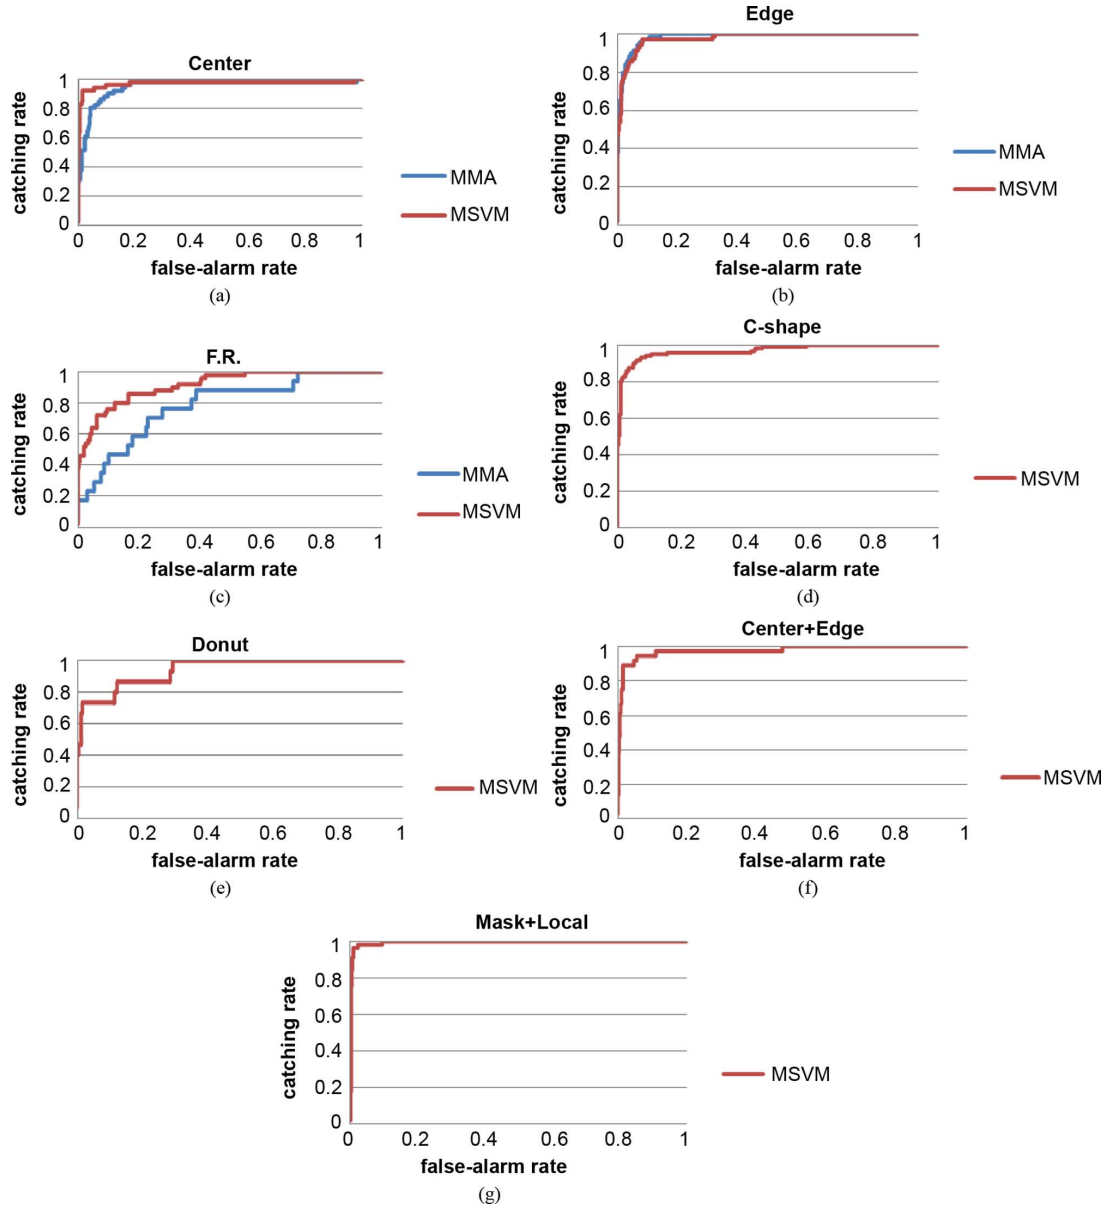 Center
catching rate
1
0.8
0.6
0.4
0.2
0
0 0.2 0.4 0.6 0.8 1
false-alarm rate
MMA
MSVM
(a)
Edge
catching rate
1
0.8
0.6
0.4
0.2
0
0 0.2 0.4 0.6 0.8 1
false-alarm rate
MMA
MSVM
(b)
F.R.
catching rate
1
0.8
0.6
0.4
0.2
0
0 0.2 0.4 0.6 0.8 1
false-alarm rate
MMA
MSVM
(c)
C-shape
catching rate
1
0.8
0.6
0.4
0.2
0
0 0.2 0.4 0.6 0.8 1
false-alarm rate
MSVM
(d)
Donut
catching rate
1
0.8
0.6
0.4
0.2
0
0 0.2 0.4 0.6 0.8 1
false-alarm rate
MSVM
(e)
Center+Edge
catching rate
1
0.8
0.6
0.4
0.2
0
0 0.2 0.4 0.6 0.8 1
false-alarm rate
MSVM
(f)
Mask+Local
catching rate
1
0.8
0.6
0.4
0.2
0
0 0.2 0.4 0.6 0.8 1
false-alarm rate
MSVM
(g)